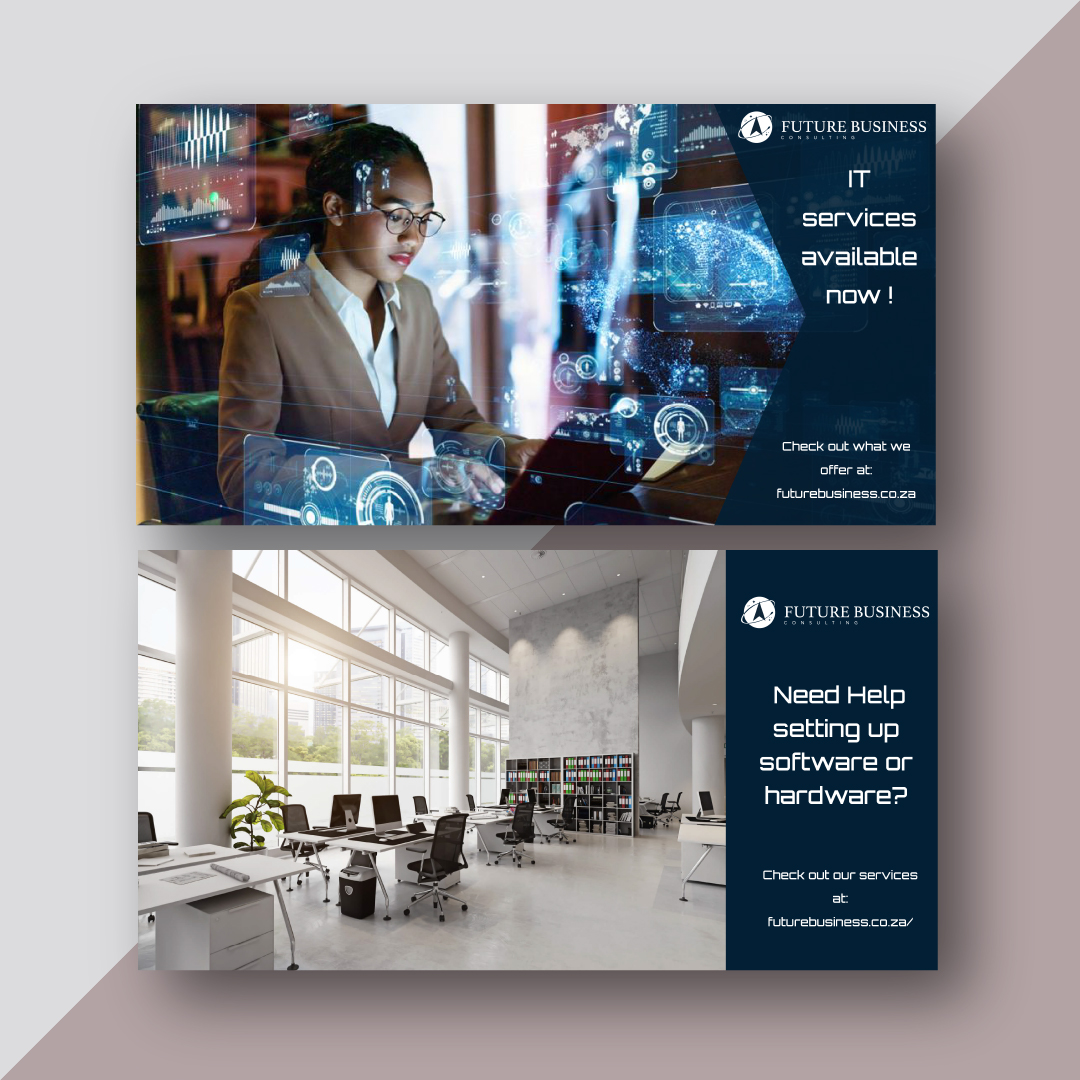 FUTURE BUSINESS
CONSULTING
IT
services
available
now !
Check out what we
offer at:
futurebusiness.co.za
FUTURE BUSINESS
CONSULTING
Need Help
setting up
software or
hardware?
Check out our services
at:
futurebusiness.co.za/